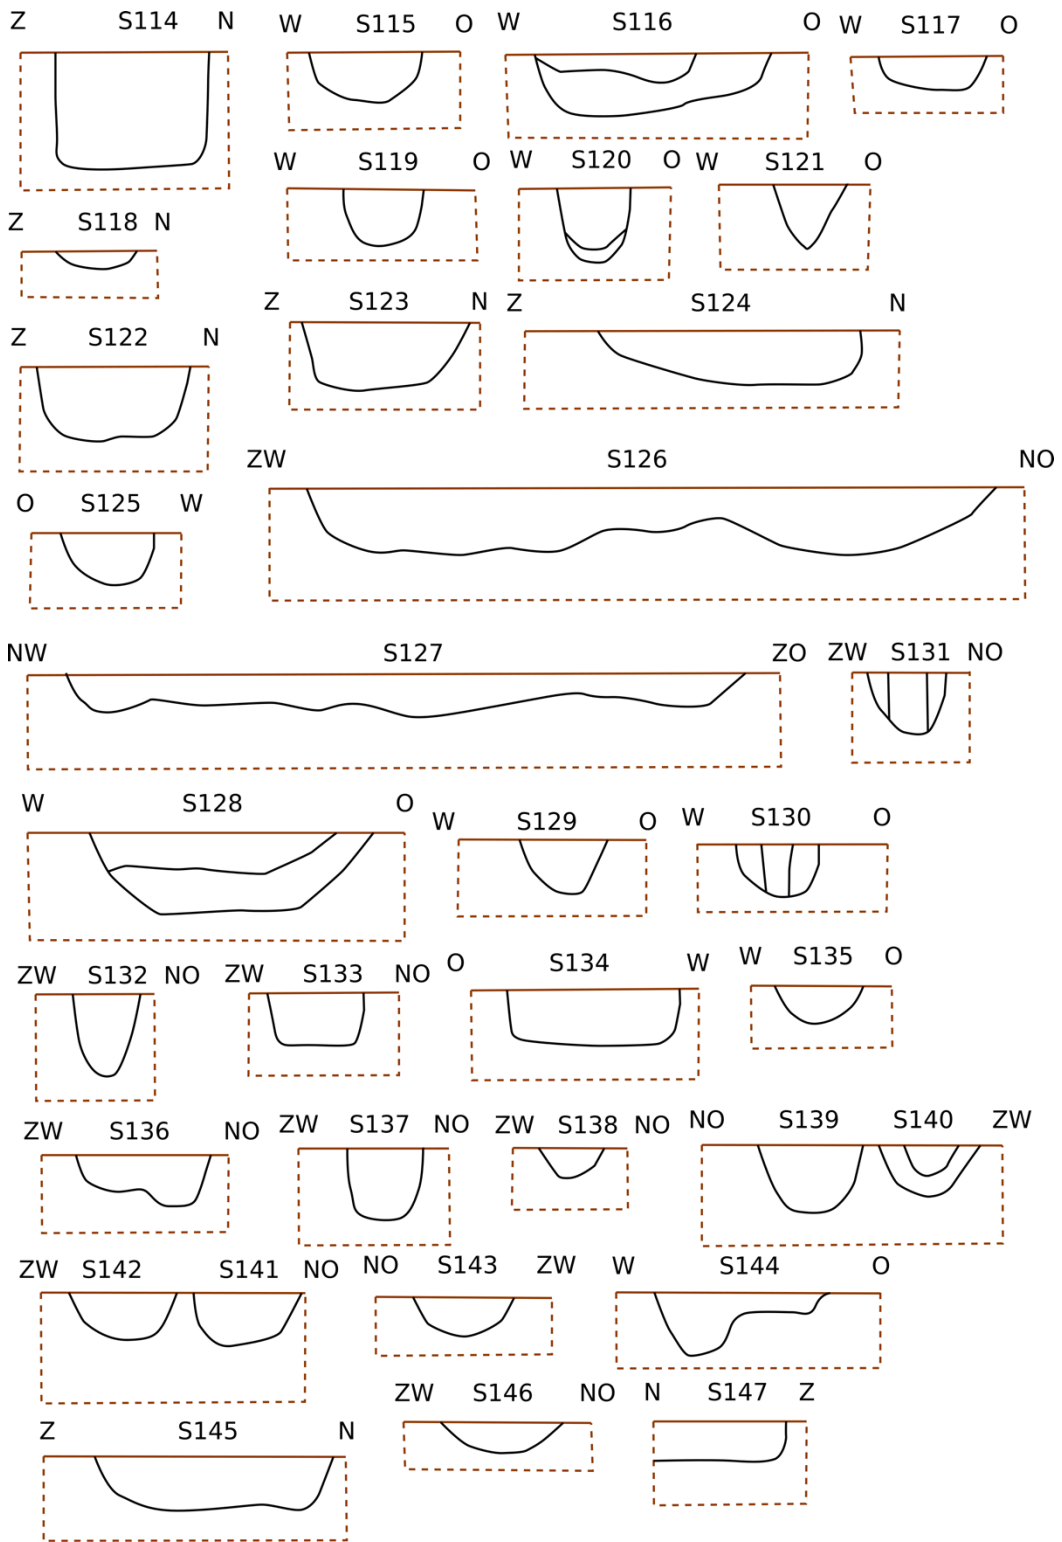 Z S114 N W S115 O W S116 O W S117 O
W S119 O W S120 O W S121 O
Z S118 N
Z S123 N Z S124 N
Z S122 N
ZW S126 NO
O S125 W
NW S127 ZO ZW S131 NO
W S128 O W S129 O W S130 O
ZW S132 NO ZW S133 NO O S134 W W S135 O
ZW S136 NO ZW S137 NO ZW S138 NO NO S139 S140 ZW
ZW S142 S141 NO NO S143 ZW W S144 O
ZW S146 NO N S147 Z
Z S145 N